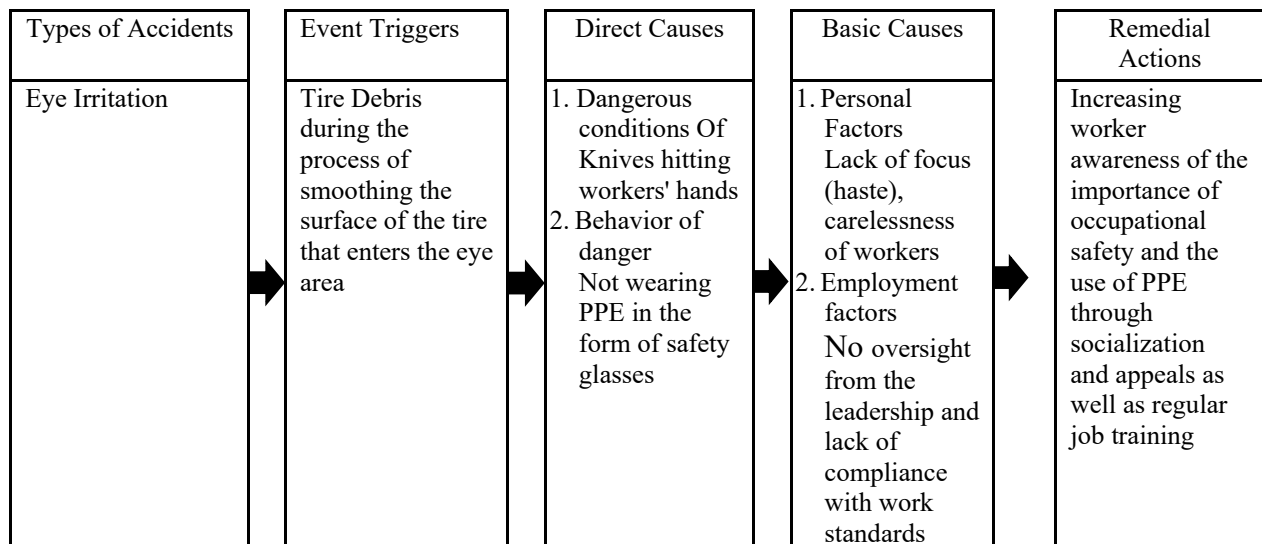 Types of Accidents
Eye Irritation
Event Triggers
Tire Debris
during the
process of
smoothing the
surface of the tire
that enters the eye
area
Direct Causes
1. Dangerous
conditions Of
Knives hitting
workers' hands
2. Behavior of
danger
Not wearing
PPE in the
form of safety
glasses
Basic Causes
1. Personal
Factors
Lack of focus
(haste),
carelessness
of workers
2. Employment
factors
No oversight
from the
leadership and
lack of
compliance
with work
standards
Remedial
Actions
Increasing
worker
awareness of the
importance of
occupational
safety and the
use of PPE
through
socialization
and appeals as
well as regular
job training